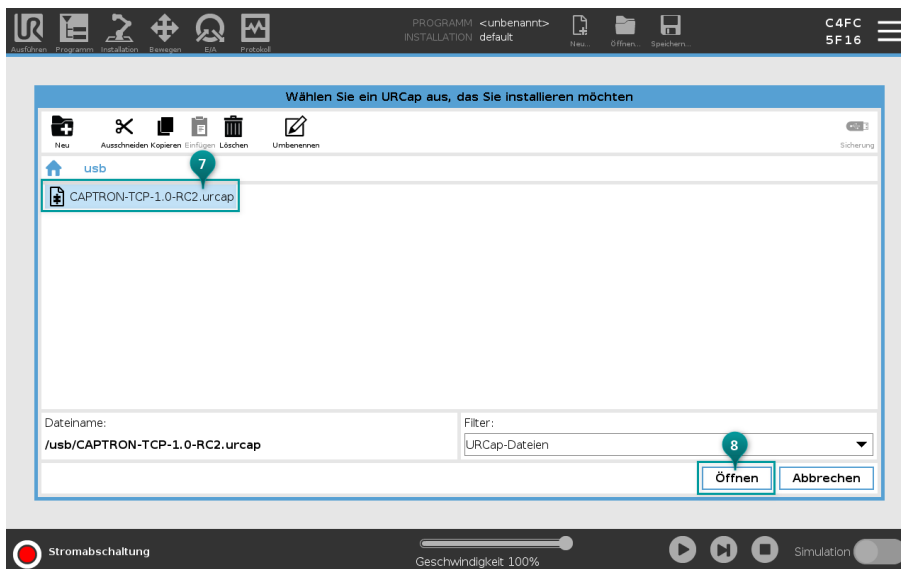 PROGRAMM <unbenannt>
INSTALLATION default
C4FC
5F16
Ausführen Programm Installation Bewegen E/A Protokoll
Neu... Öffnen... Speichern...
Wählen Sie ein URCap aus, das Sie installieren möchten
Neu Ausschneiden Kopieren Einfügen Löschen Umbenennen Sicherung
usb
7
CAPTRON-TCP-1.0-RC2.urcap
Dateiname: Filter:
/usb/CAPTRON-TCP-1.0-RC2.urcap URCap-Dateien
8
Öffnen Abbrechen
Stromabschaltung
Geschwindigkeit 100%
Simulation